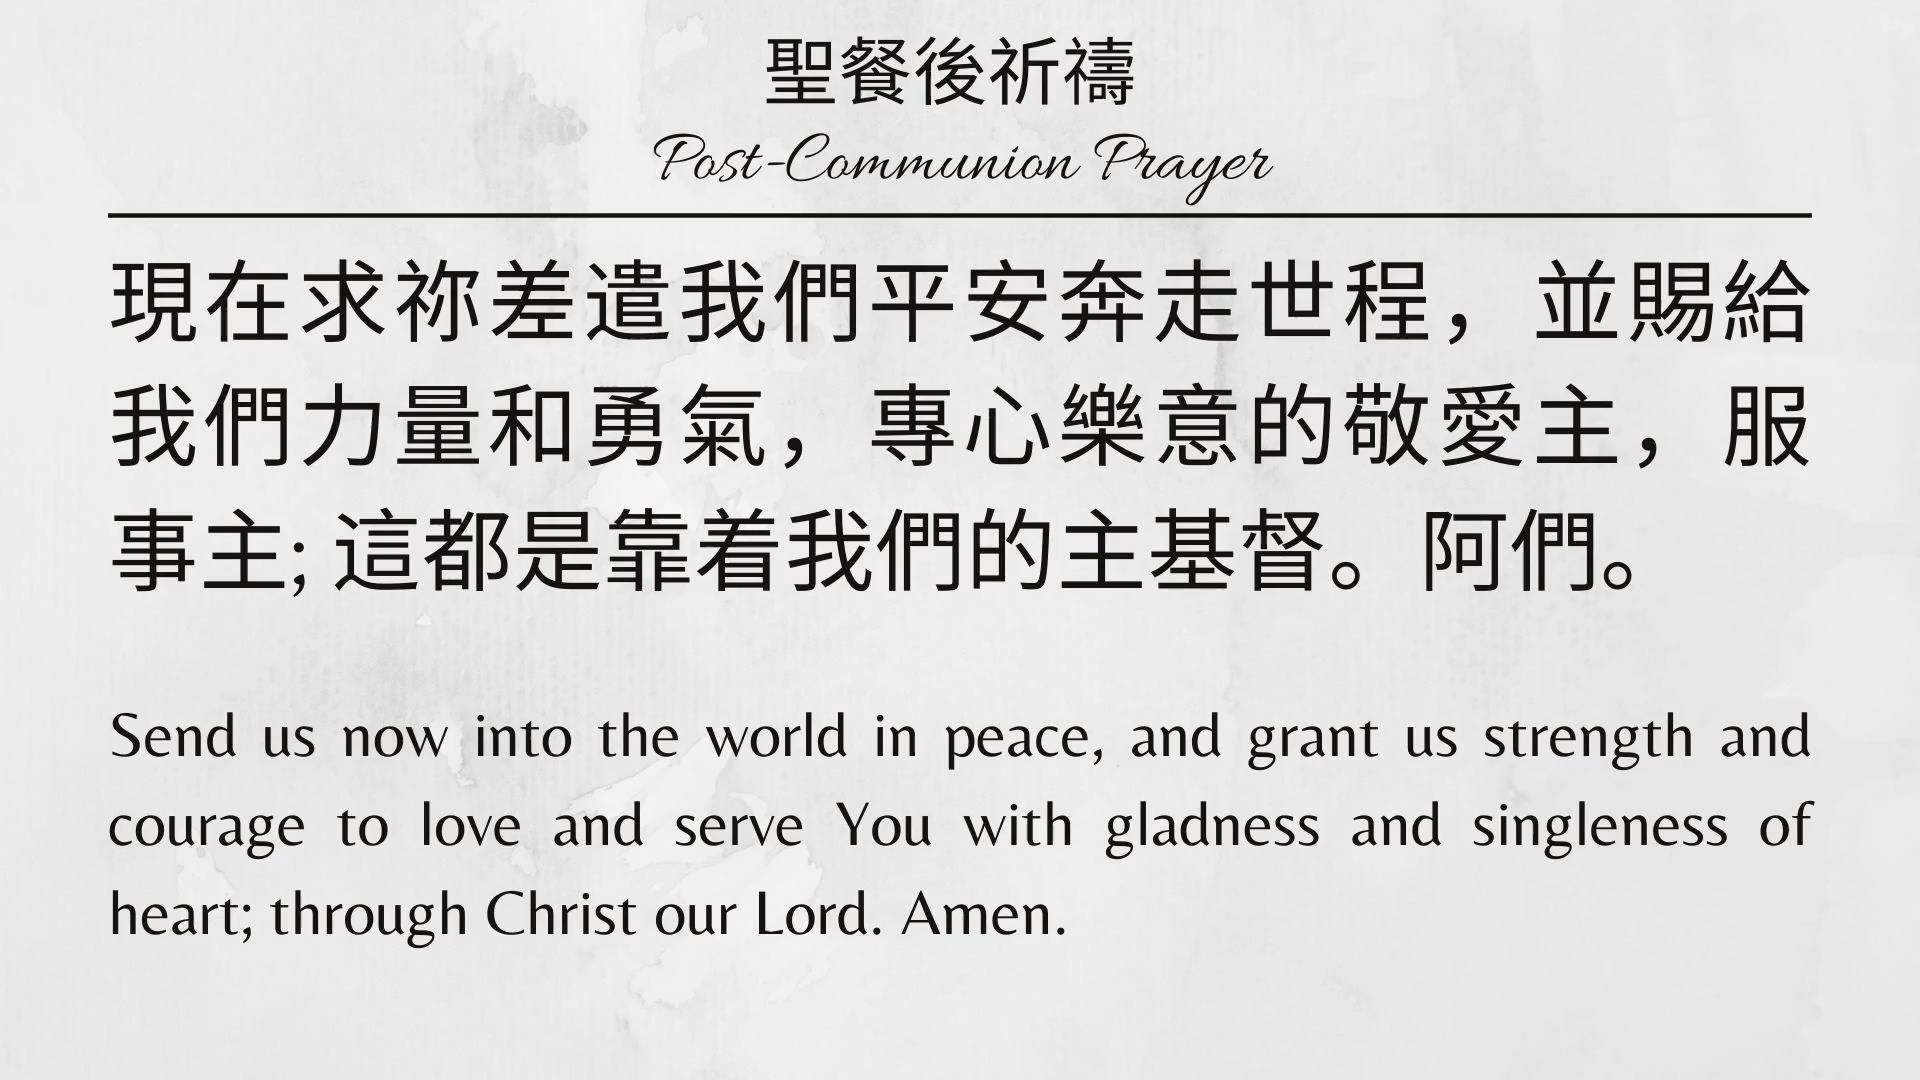 聖餐後祈禱
Post-Communion Prayer
現在求祢差遣我們平安奔走世程，並賜給
我們力量和勇氣，專心樂意的敬愛主，服
事主; 這都是靠着我們的主基督。阿們。
Send us now into the world in peace, and grant us strength and
courage to love and serve You with gladness and singleness of
heart; through Christ our Lord. Amen.